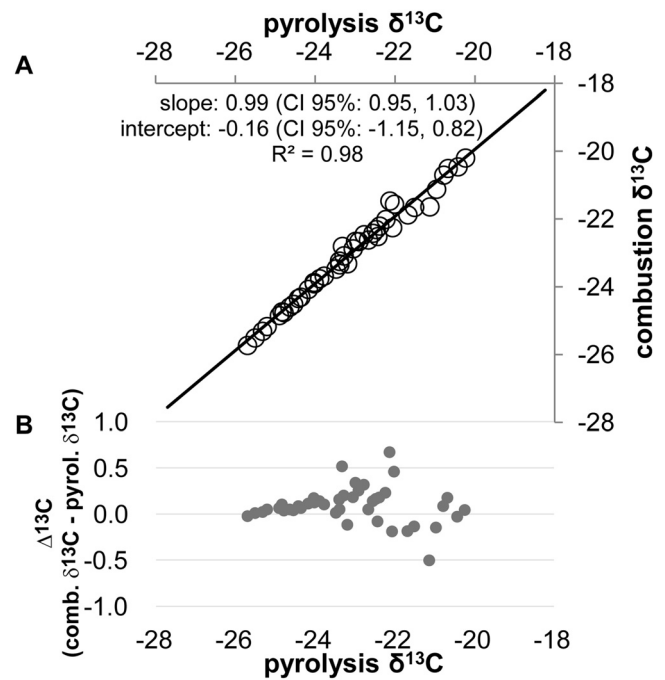 pyrolysis δ13C
-28 -26 -24 -22 -20 -18
A
-18
slope: 0.99 (CI 95%: 0.95, 1.03)
intercept: -0.16 (CI 95%: -1.15, 0.82)
R² = 0.98
-20
-22
-24
-26
-28
combustion δ13C
B
1.0
0.5
0.0
-0.5
-1.0
Δ13C
(comb. δ13C - pyrol. δ13C)
-28 -26 -24 -22 -20 -18
pyrolysis δ13C